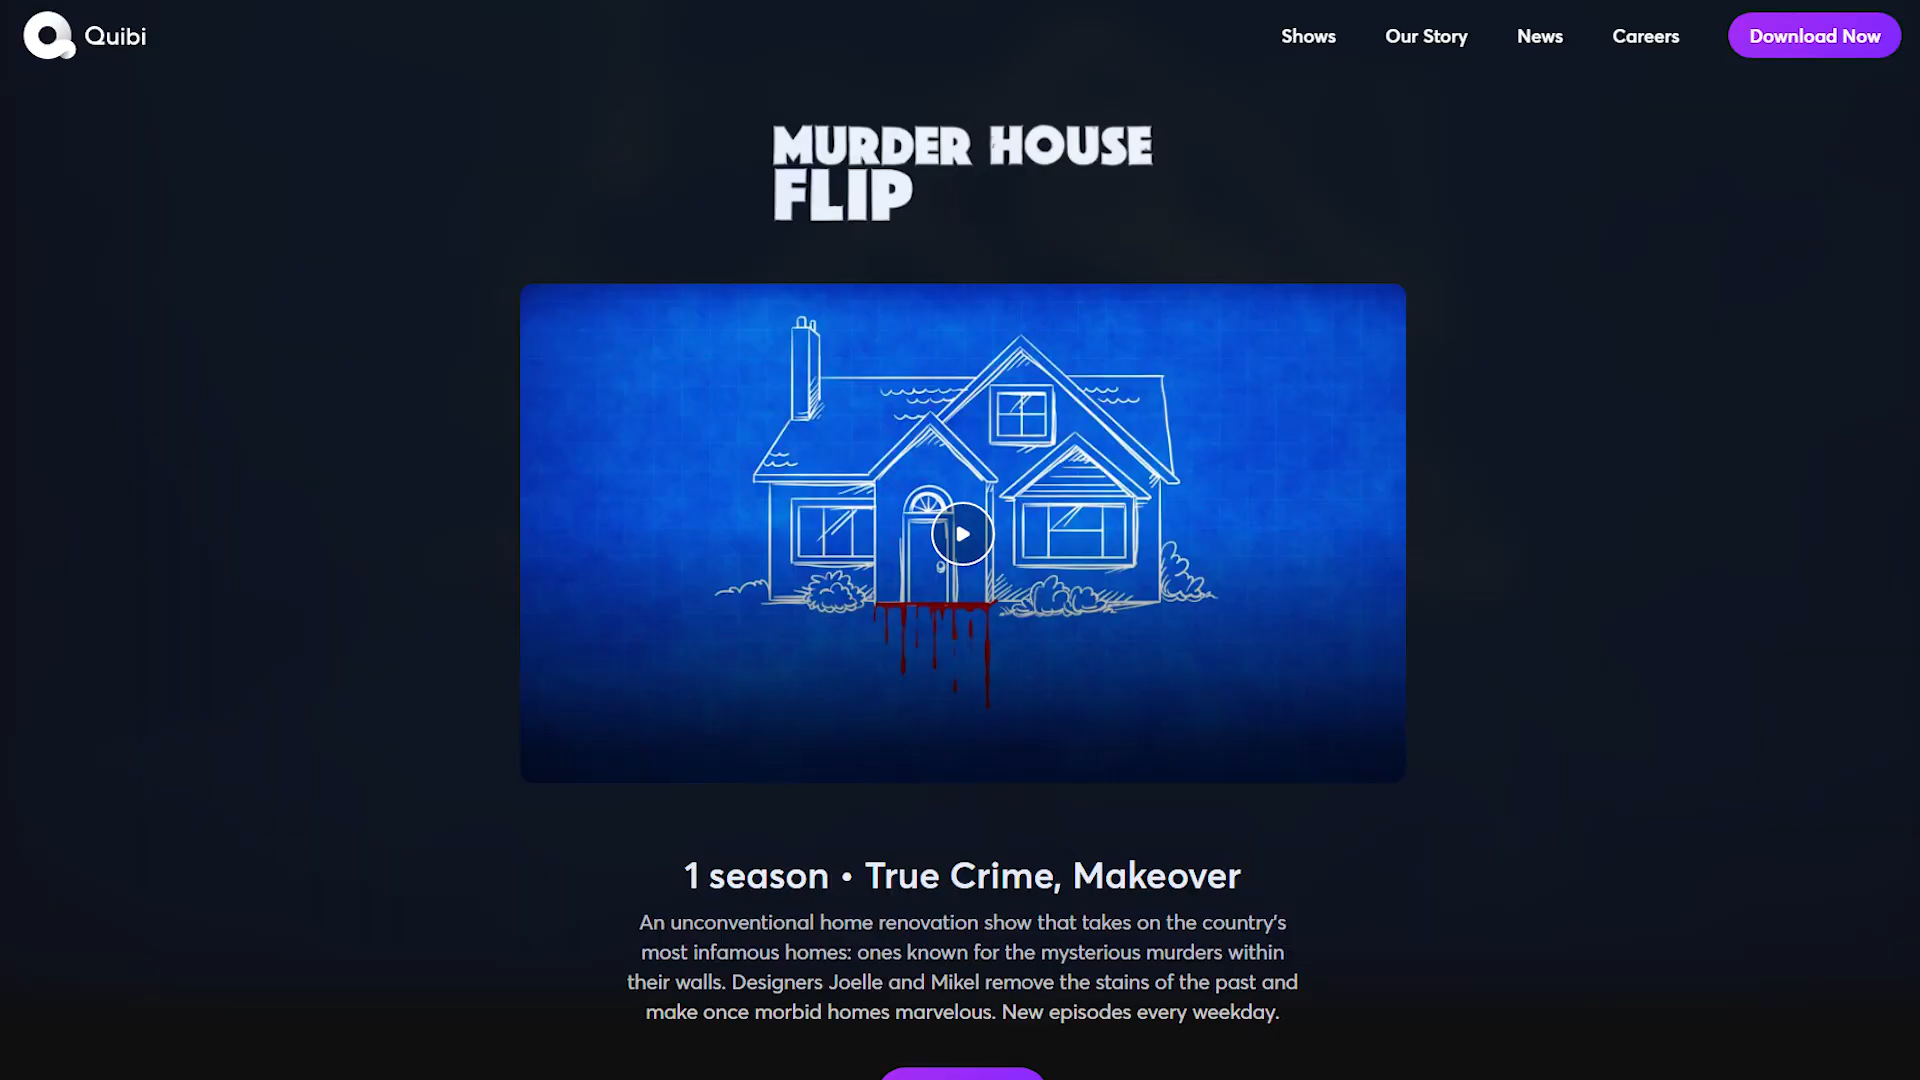 Quibi
Shows
Our Story
News
Careers
Download Now
MURDER HOUSE
FLIP
1 season • True Crime, Makeover
An unconventional home renovation show that takes on the country's
most infamous homes: ones known for the mysterious murders within
their walls. Designers Joelle and Mikel remove the stains of the past and
make once morbid homes marvelous. New episodes every weekday.